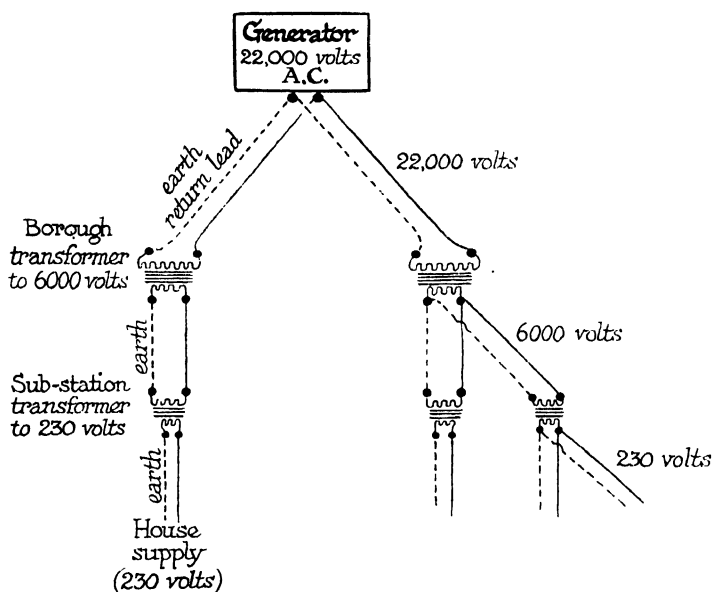 Generator
22,000 volts
A.C.
earth
return lead
22,000 volts
Borough
transformer
to 6000 volts
earth
6000 volts
Sub-station
transformer
to 230 volts
earth
230 volts
House
supply
(230 volts)